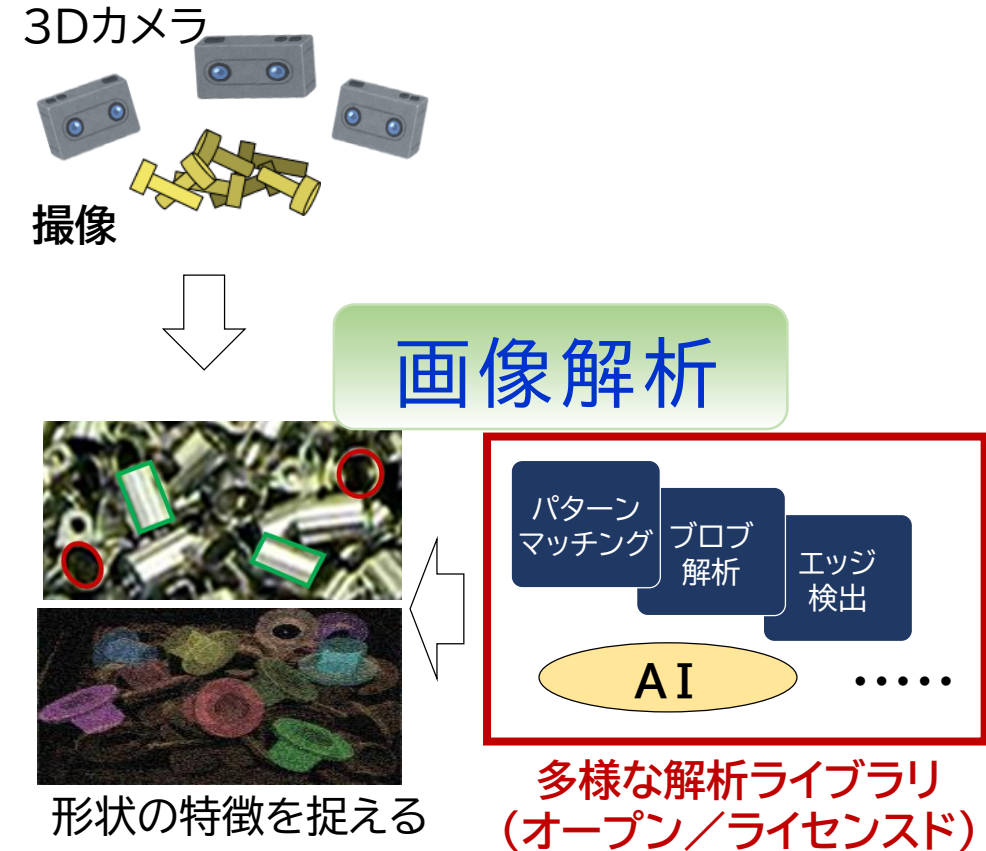 3Dカメラ
撮像
画像解析
パターン
マッチング
ブロブ
解析
エッジ
検出
AI
・・・・・
形状の特徴を捉える
多様な解析ライブラリ
(オープン／ライセンスド)